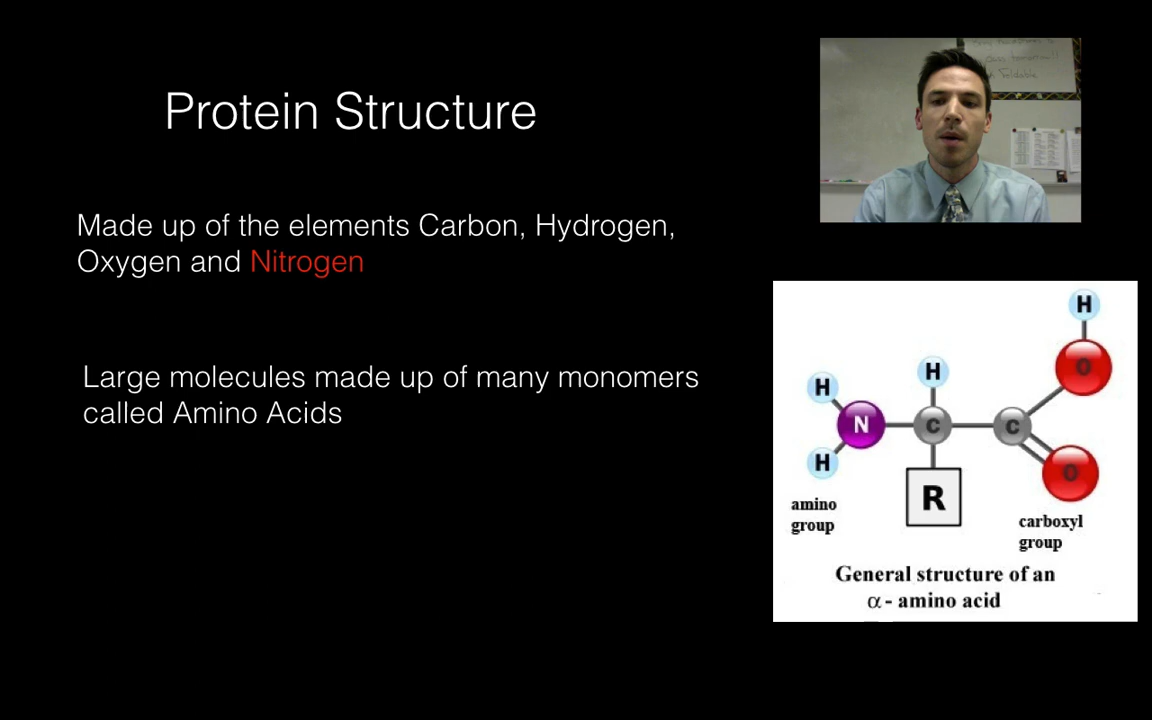 Protein Structure
Made up of the elements Carbon, Hydrogen,
Oxygen and Nitrogen
Large molecules made up of many monomers
called Amino Acids
H
O
H
H
N
C
C
H
O
R
amino
group
carboxyl
group
General structure of an
α - amino acid